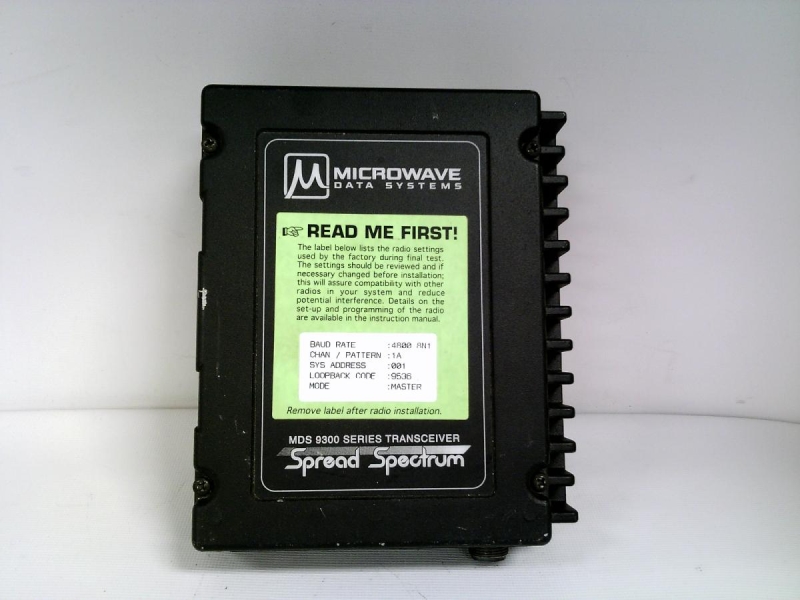 MICROWAVE
DATA SYSTEMS
READ ME FIRST!
The label below lists the radio settings
used by the factory during final test.
The settings should be reviewed and if
necessary changed before installation;
this will assure compatibility with other
radios in your system and reduce
potential interference. Details on the
set-up and programming of the radio
are available in the instruction manual.
BAUD RATE :4800 8N1
CHAN / PATTERN :1A
SYS ADDRESS :001
LOOPBACK CODE :9536
MODE :MASTER
Remove label after radio installation.
MDS 9300 SERIES TRANSCEIVER
Spread Spectrum